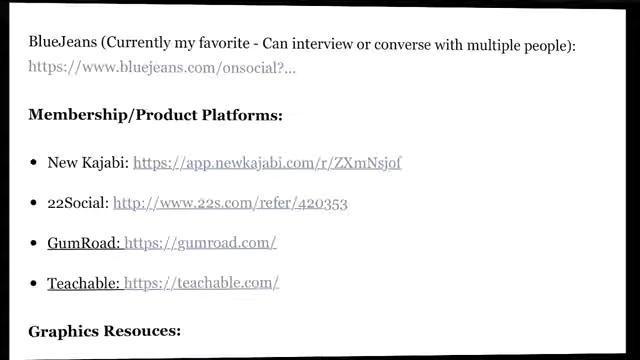 BlueJeans (Currently my favorite - Can interview or converse with multiple people):
https://www.bluejeans.com/onsocial?...
Membership/Product Platforms:
• New Kajabi: https://app.newkajabi.com/r/ZXmNsjof
• 22Social: http://www.22s.com/refer/420353
• GumRoad: https://gumroad.com/
• Teachable: https://teachable.com/
Graphics Resouces: